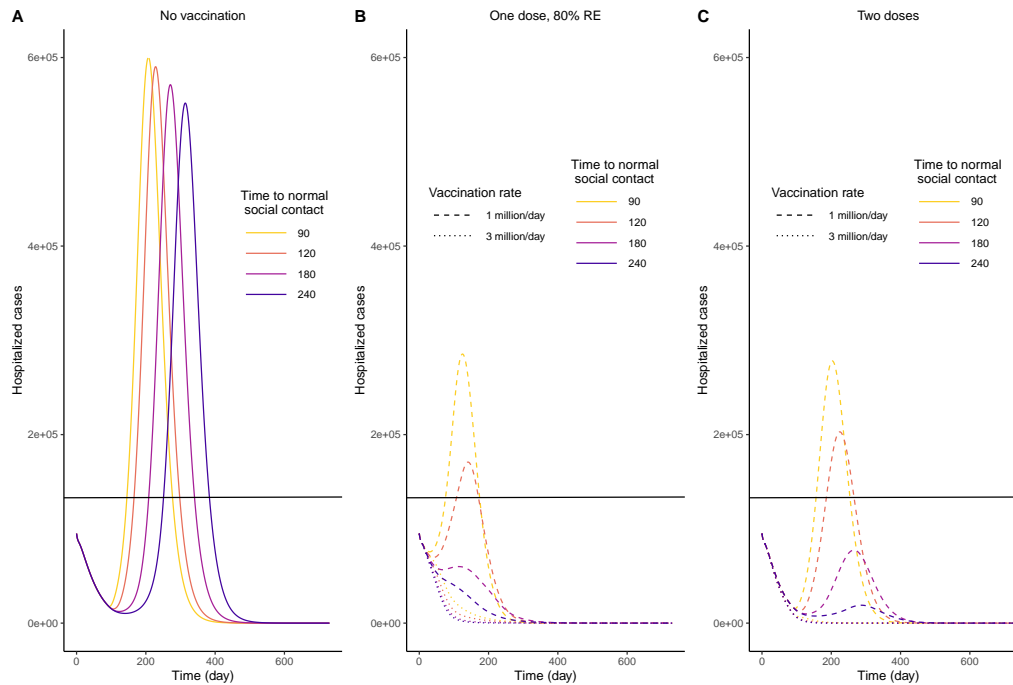 A
No vaccination
6e+05
4e+05
2e+05
0e+00
Hospitalized cases
Time to normal
social contact
90
120
180
240
0
200
400
600
Time (day)
B
One dose, 80% RE
6e+05
4e+05
2e+05
0e+00
Hospitalized cases
Vaccination rate
1 million/day
3 million/day
Time to normal
social contact
90
120
180
240
0
200
400
600
Time (day)
C
Two doses
6e+05
4e+05
2e+05
0e+00
Hospitalized cases
Vaccination rate
1 million/day
3 million/day
Time to normal
social contact
90
120
180
240
0
200
400
600
Time (day)